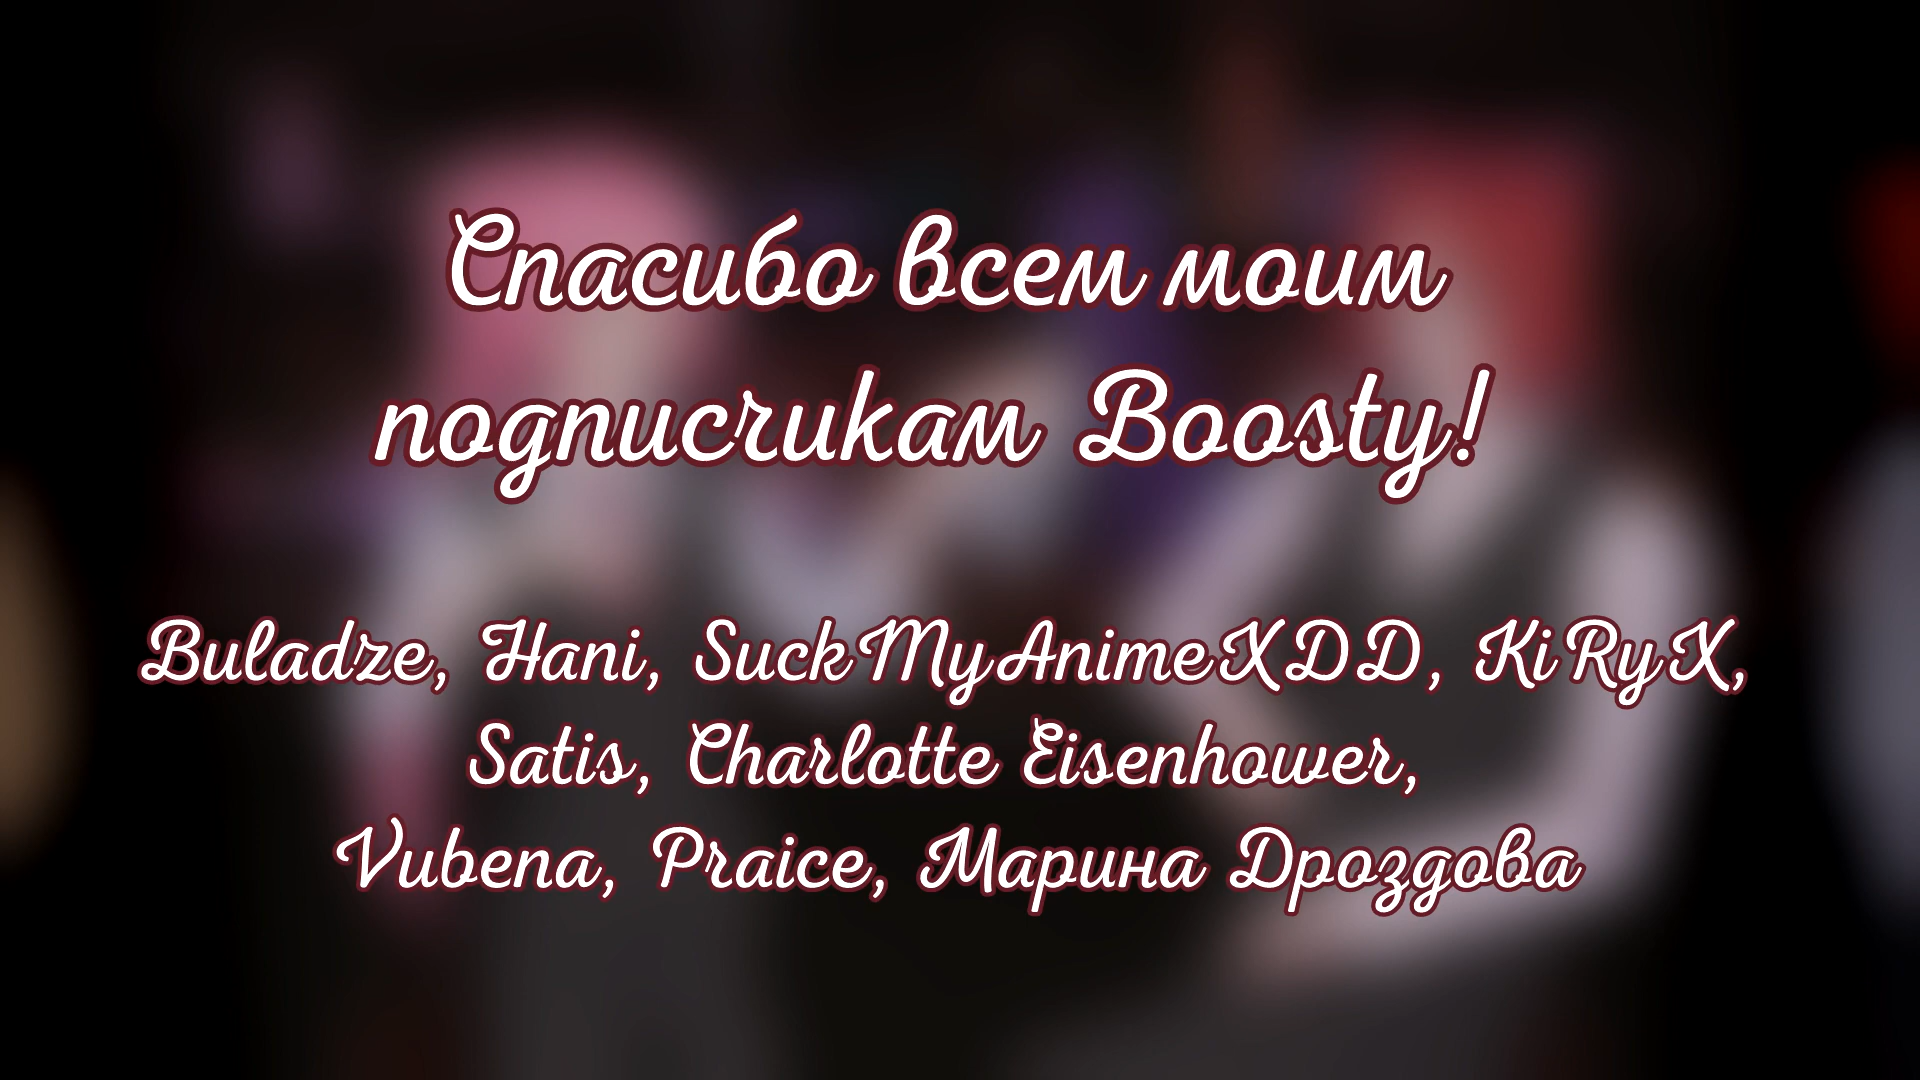 Спасибо всем моим
подписчикам Boosty!
Buladze, Hani, SuckMyAnimeXDD, KiRyX,
Satis, Charlotte Eisenhower,
Vubena, Praice, Марина Дроздова